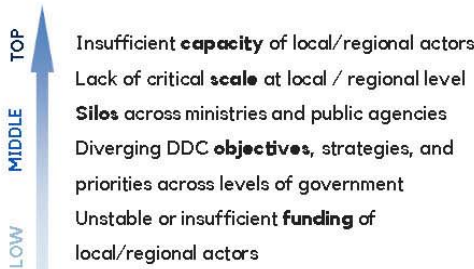 TOP
MIDDLE
LOW
Insufficient capacity of local/regional actors
Lack of critical scale at local / regional level
Silos across ministries and public agencies
Diverging DDC objectives, strategies, and
priorities across levels of government
Unstable or insufficient funding of
local/regional actors